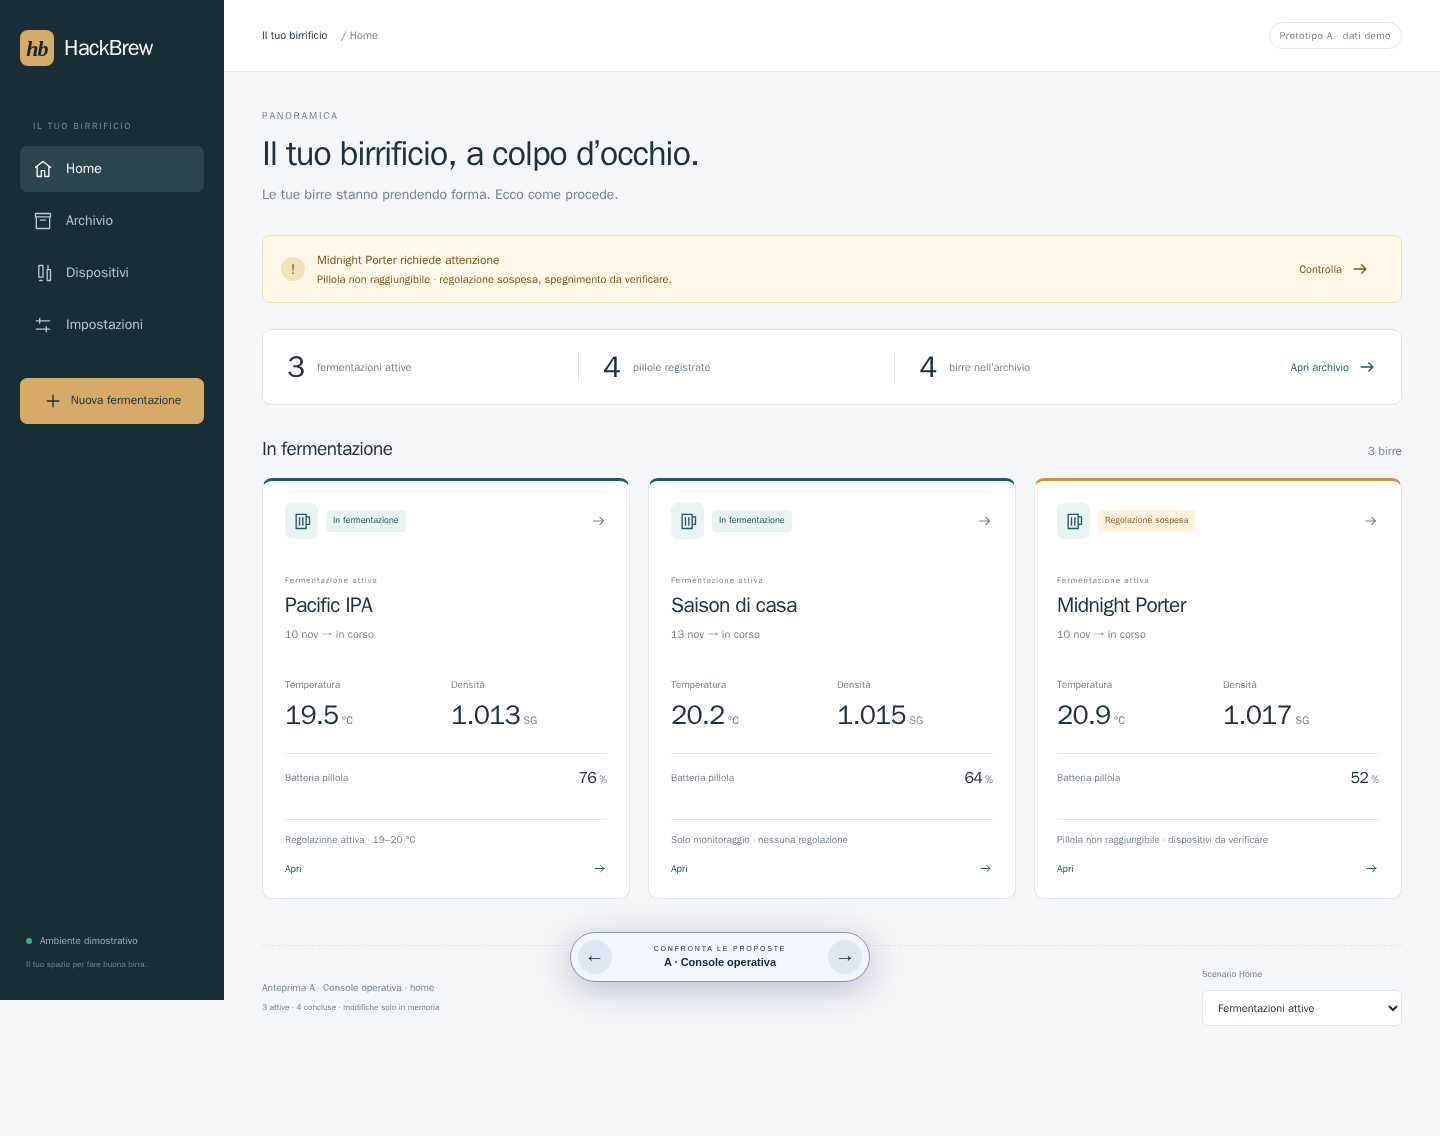 hb HackBrew
IL TUO BIRRIFICIO
Home
Archivio
Dispositivi
Impostazioni
Nuova fermentazione
Ambiente dimostrativo
Il tuo spazio per fare buona birra.
Il tuo birrificio / Home
Prototipo A · dati demo
PANORAMICA
Il tuo birrificio, a colpo d’occhio.
Le tue birre stanno prendendo forma. Ecco come procede.
!
Midnight Porter richiede attenzione
Pillola non raggiungibile · regolazione sospesa, spegnimento da verificare.
Controlla →
3 fermentazioni attive
4 pillole registrate
4 birre nell’archivio
Apri archivio →
In fermentazione
3 birre
In fermentazione →
Fermentazione attiva
Pacific IPA
10 nov → in corso
Temperatura Densità
19.5 °C 1.013 SG
Batteria pillola 76 %
Regolazione attiva · 19–20 °C
Apri →
In fermentazione →
Fermentazione attiva
Saison di casa
13 nov → in corso
Temperatura Densità
20.2 °C 1.015 SG
Batteria pillola 64 %
Solo monitoraggio · nessuna regolazione
Apri →
Regolazione sospesa →
Fermentazione attiva
Midnight Porter
10 nov → in corso
Temperatura Densità
20.9 °C 1.017 SG
Batteria pillola 52 %
Pillola non raggiungibile · dispositivi da verificare
Apri →
← CONFRONTA LE PROPOSTE →
A · Console operativa
Anteprima A · Console operativa · home
3 attive · 4 concluse · modifiche solo in memoria
Scenario Home
Fermentazioni attive